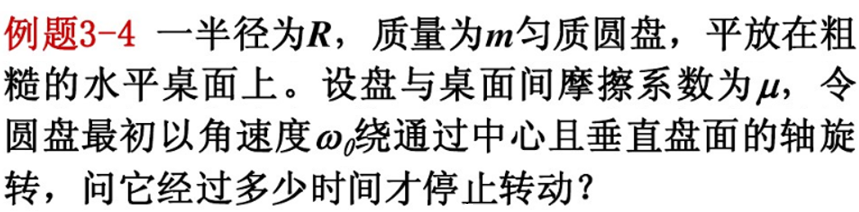 例题3-4 一半径为R，质量为m匀质圆盘，平放在粗
糙的水平桌面上。设盘与桌面间摩擦系数为μ，令
圆盘最初以角速度ω₀绕通过中心且垂直盘面的轴旋
转，问它经过多少时间才停止转动？